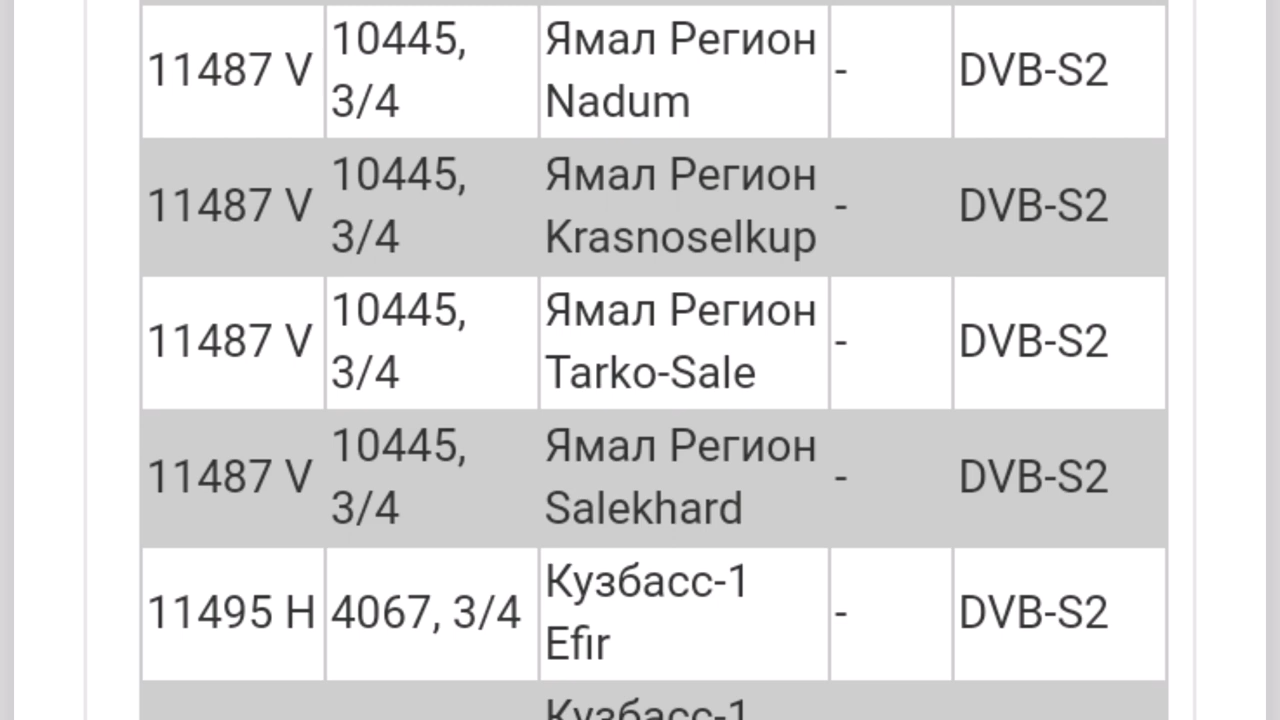 11487 V 10445, 3/4 Ямал Регион Nadum - DVB-S2
11487 V 10445, 3/4 Ямал Регион Krasnoselkup - DVB-S2
11487 V 10445, 3/4 Ямал Регион Tarko-Sale - DVB-S2
11487 V 10445, 3/4 Ямал Регион Salekhard - DVB-S2
11495 H 4067, 3/4 Кузбасс-1 Efir - DVB-S2
Кузбасс-1